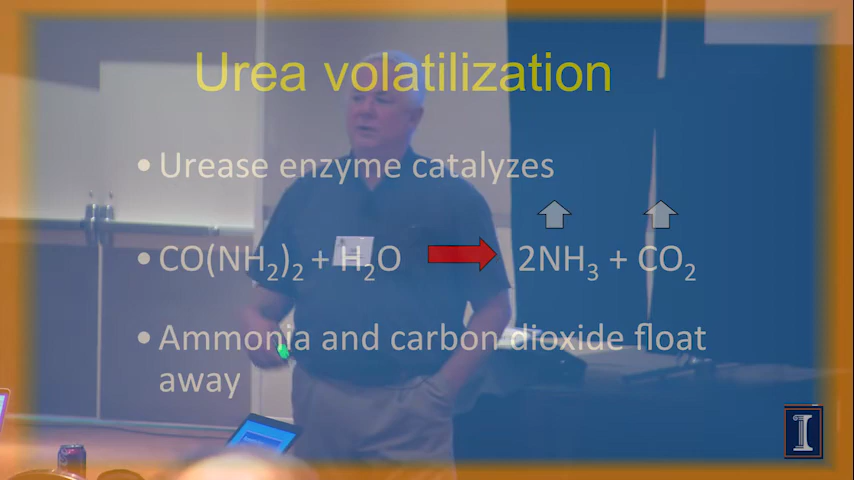 Urea volatilization
• Urease enzyme catalyzes
• CO(NH₂)₂ + H₂O 2NH₃ + CO₂
• Ammonia and carbon dioxide float
away
I